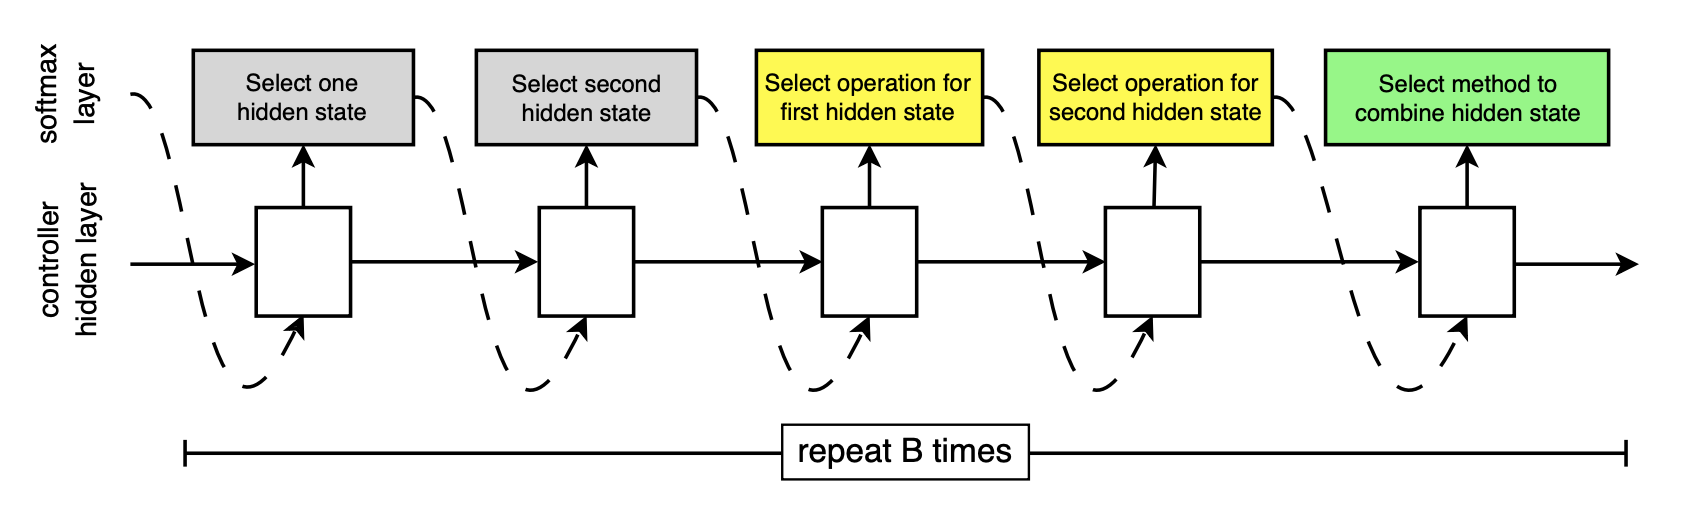 softmax
layer
Select one
hidden state
Select second
hidden state
Select operation for
first hidden state
Select operation for
second hidden state
Select method to
combine hidden state
controller
hidden layer
repeat B times